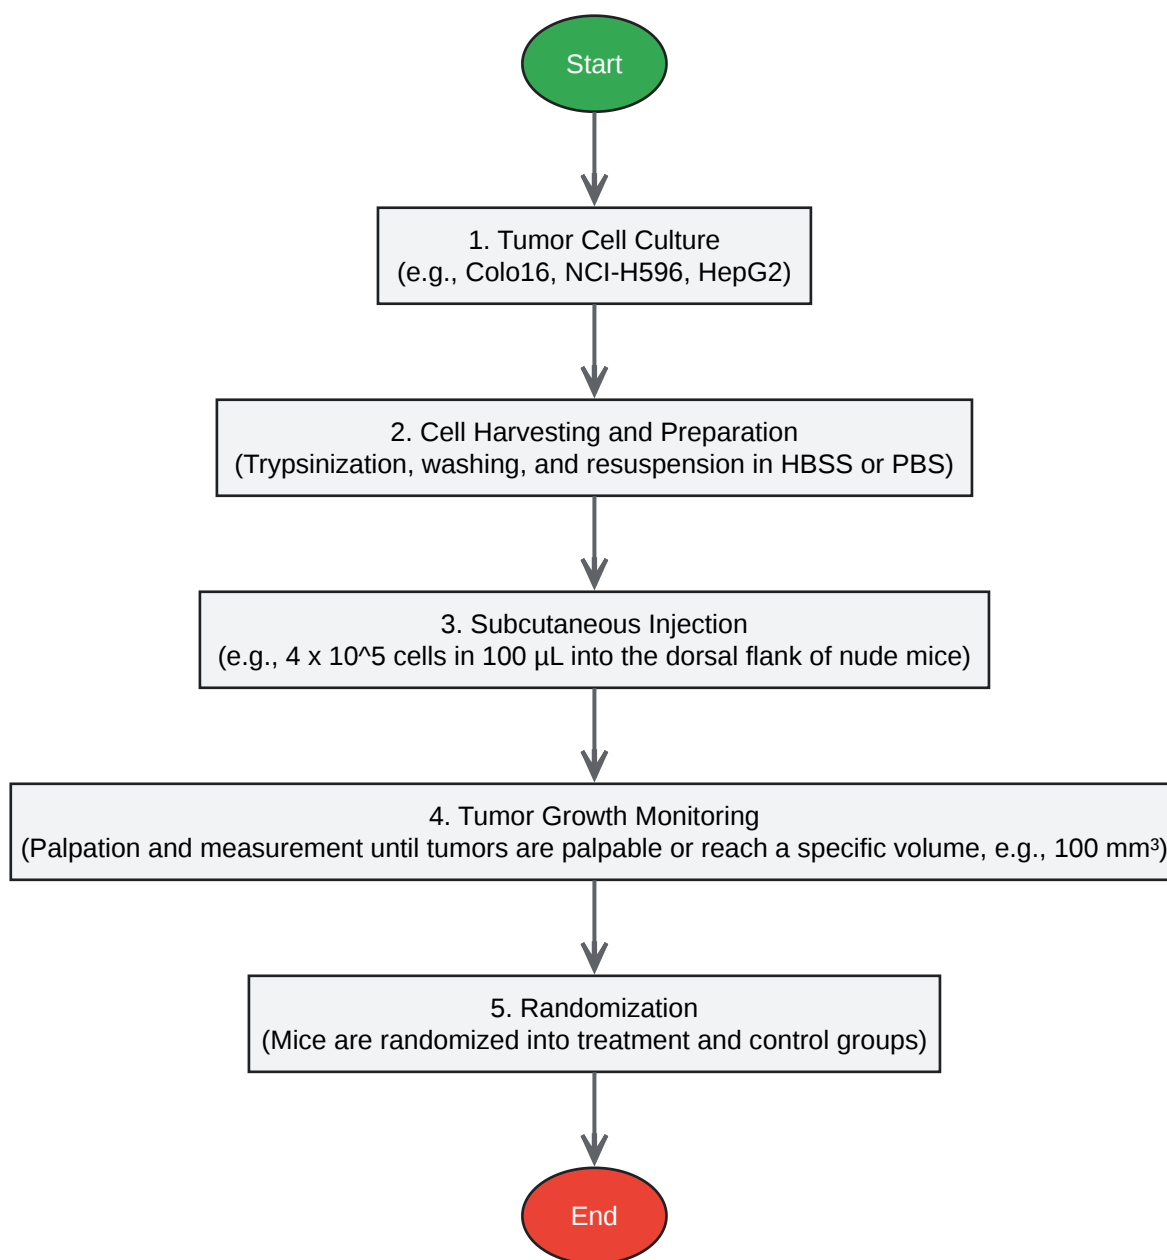 Start
1. Tumor Cell Culture
(e.g., Colo16, NCI-H596, HepG2)
2. Cell Harvesting and Preparation
(Trypsinization, washing, and resuspension in HBSS or PBS)
3. Subcutaneous Injection
(e.g., 4 x 10^5 cells in 100 µL into the dorsal flank of nude mice)
4. Tumor Growth Monitoring
(Palpation and measurement until tumors are palpable or reach a specific volume, e.g., 100 mm³)
5. Randomization
(Mice are randomized into treatment and control groups)
End